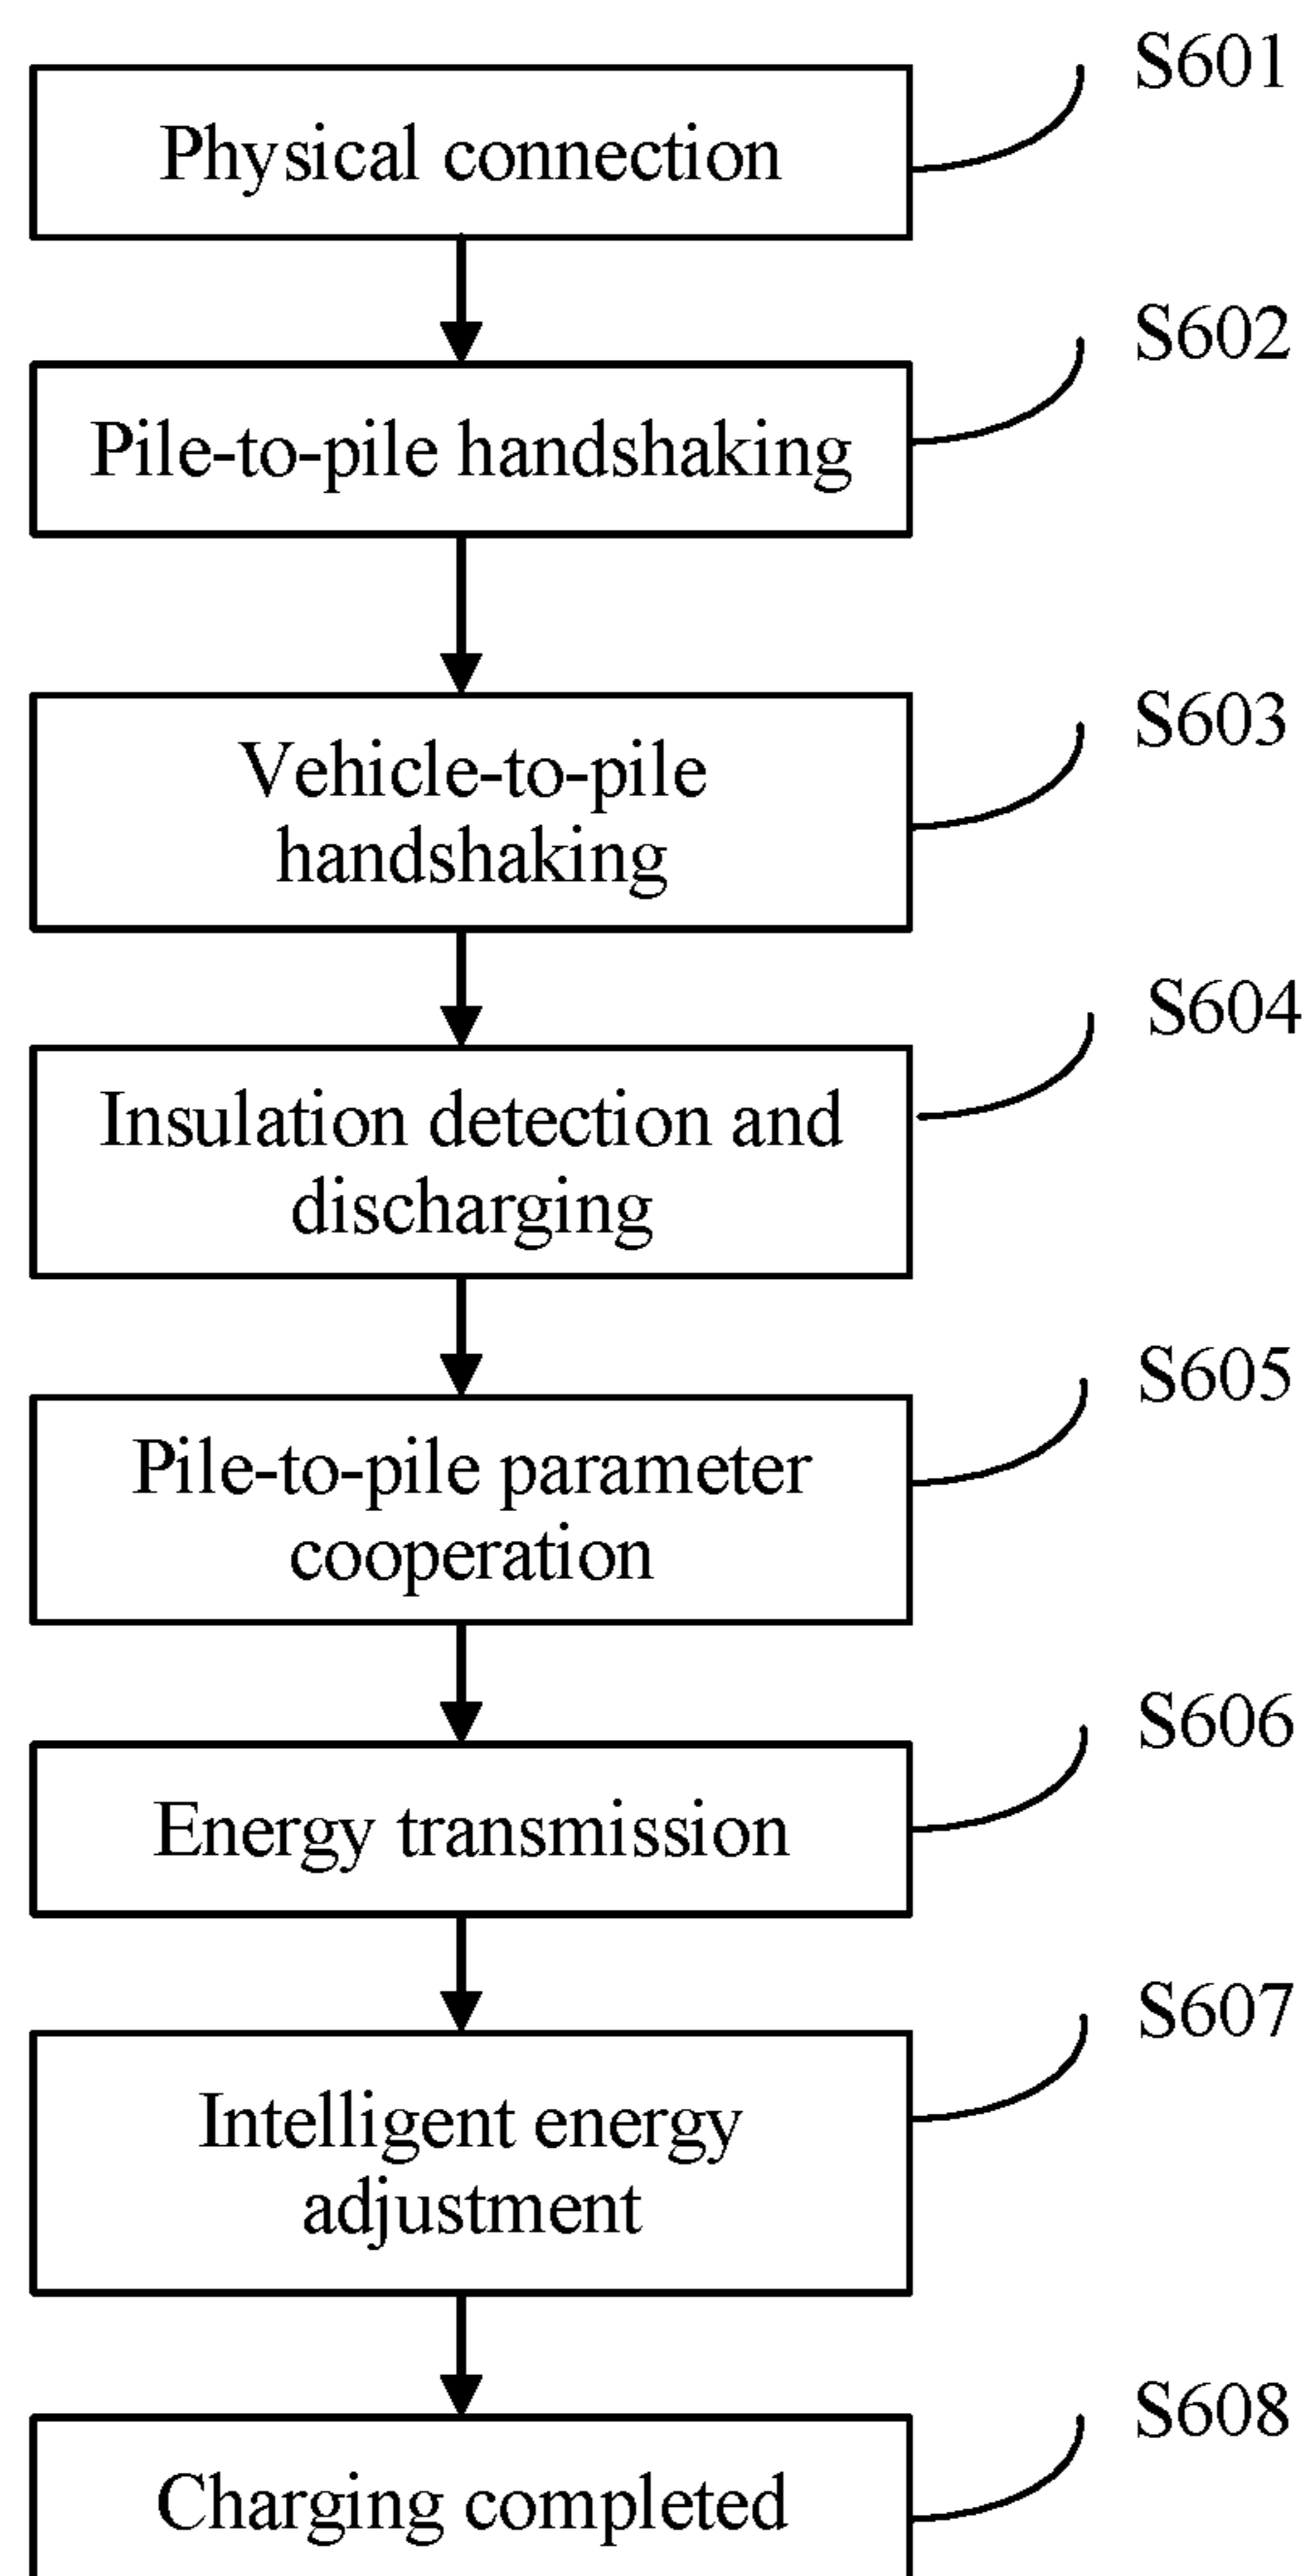 S601
Physical connection
S602
Pile-to-pile handshaking
S603
Vehicle-to-pile
handshaking
S604
Insulation detection and
discharging
S605
Pile-to-pile parameter
cooperation
S606
Energy transmission
S607
Intelligent energy
adjustment
S608
Charging completed